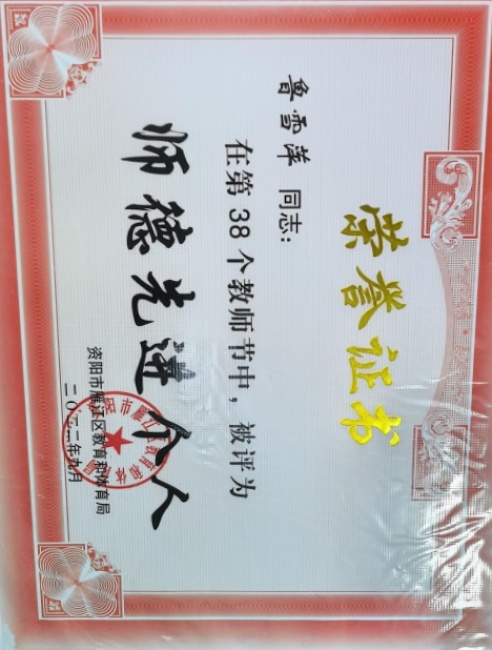 荣誉证书
鲁雪萍 同志:
在第38个教师节中，被评为
师德先进个人
资阳市雁江区教育和体育局
二〇二二年九月